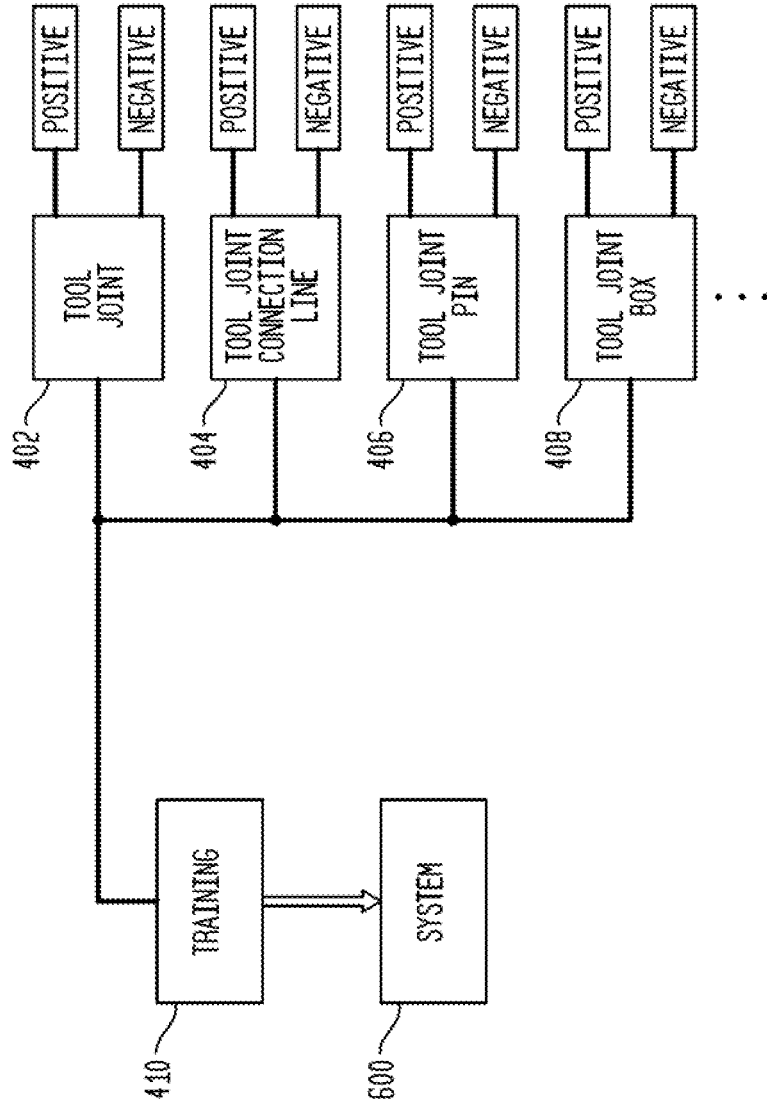 POSITIVE
NEGATIVE
TOOL
JOINT
402
POSITIVE
NEGATIVE
TOOL JOINT
CONNECTION
LINE
404
POSITIVE
NEGATIVE
TOOL JOINT
PIN
406
POSITIVE
NEGATIVE
TOOL JOINT
BOX
408
. . .
TRAINING
410
SYSTEM
600